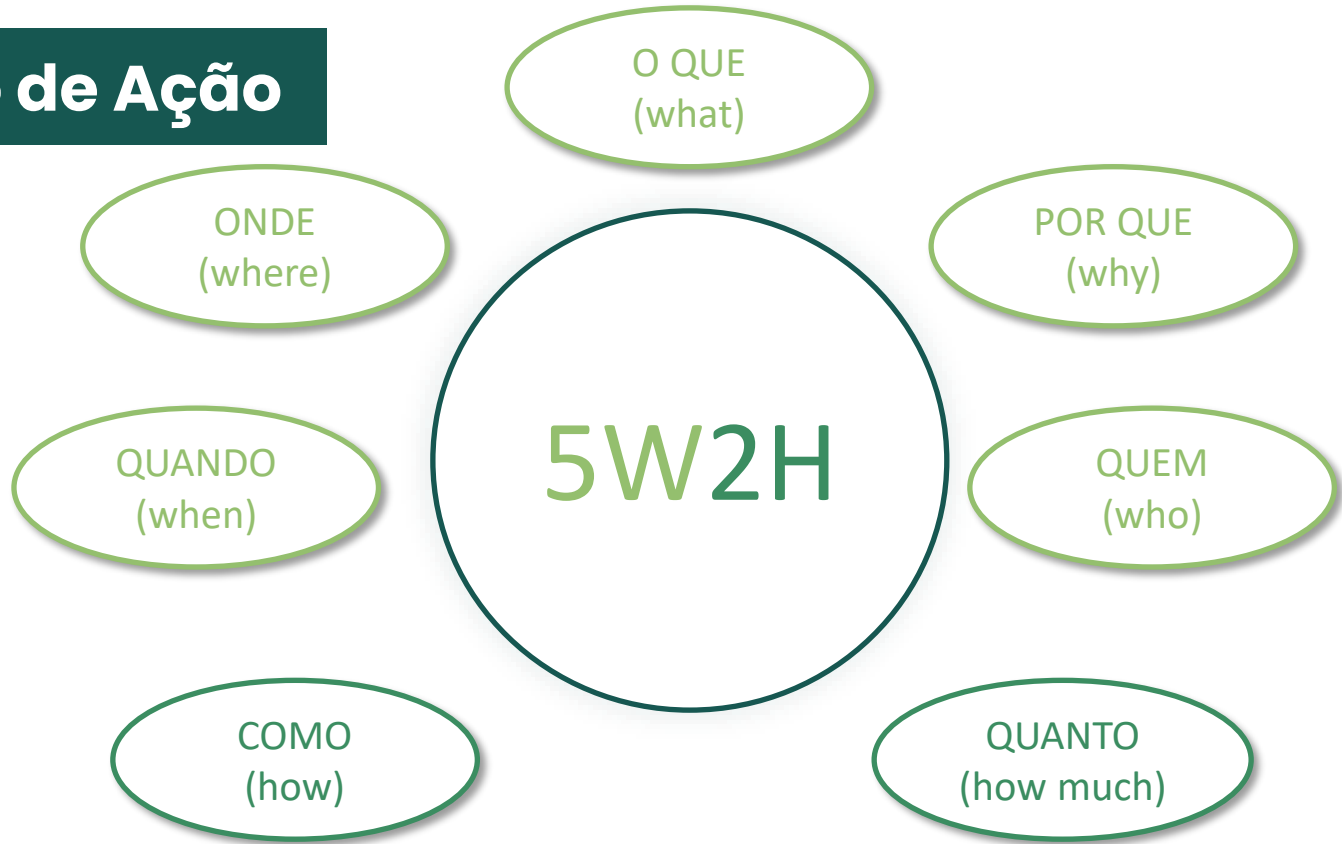 de Ação
O QUE
(what)
ONDE
(where)
POR QUE
(why)
5W2H
QUANDO
(when)
QUEM
(who)
COMO
(how)
QUANTO
(how much)